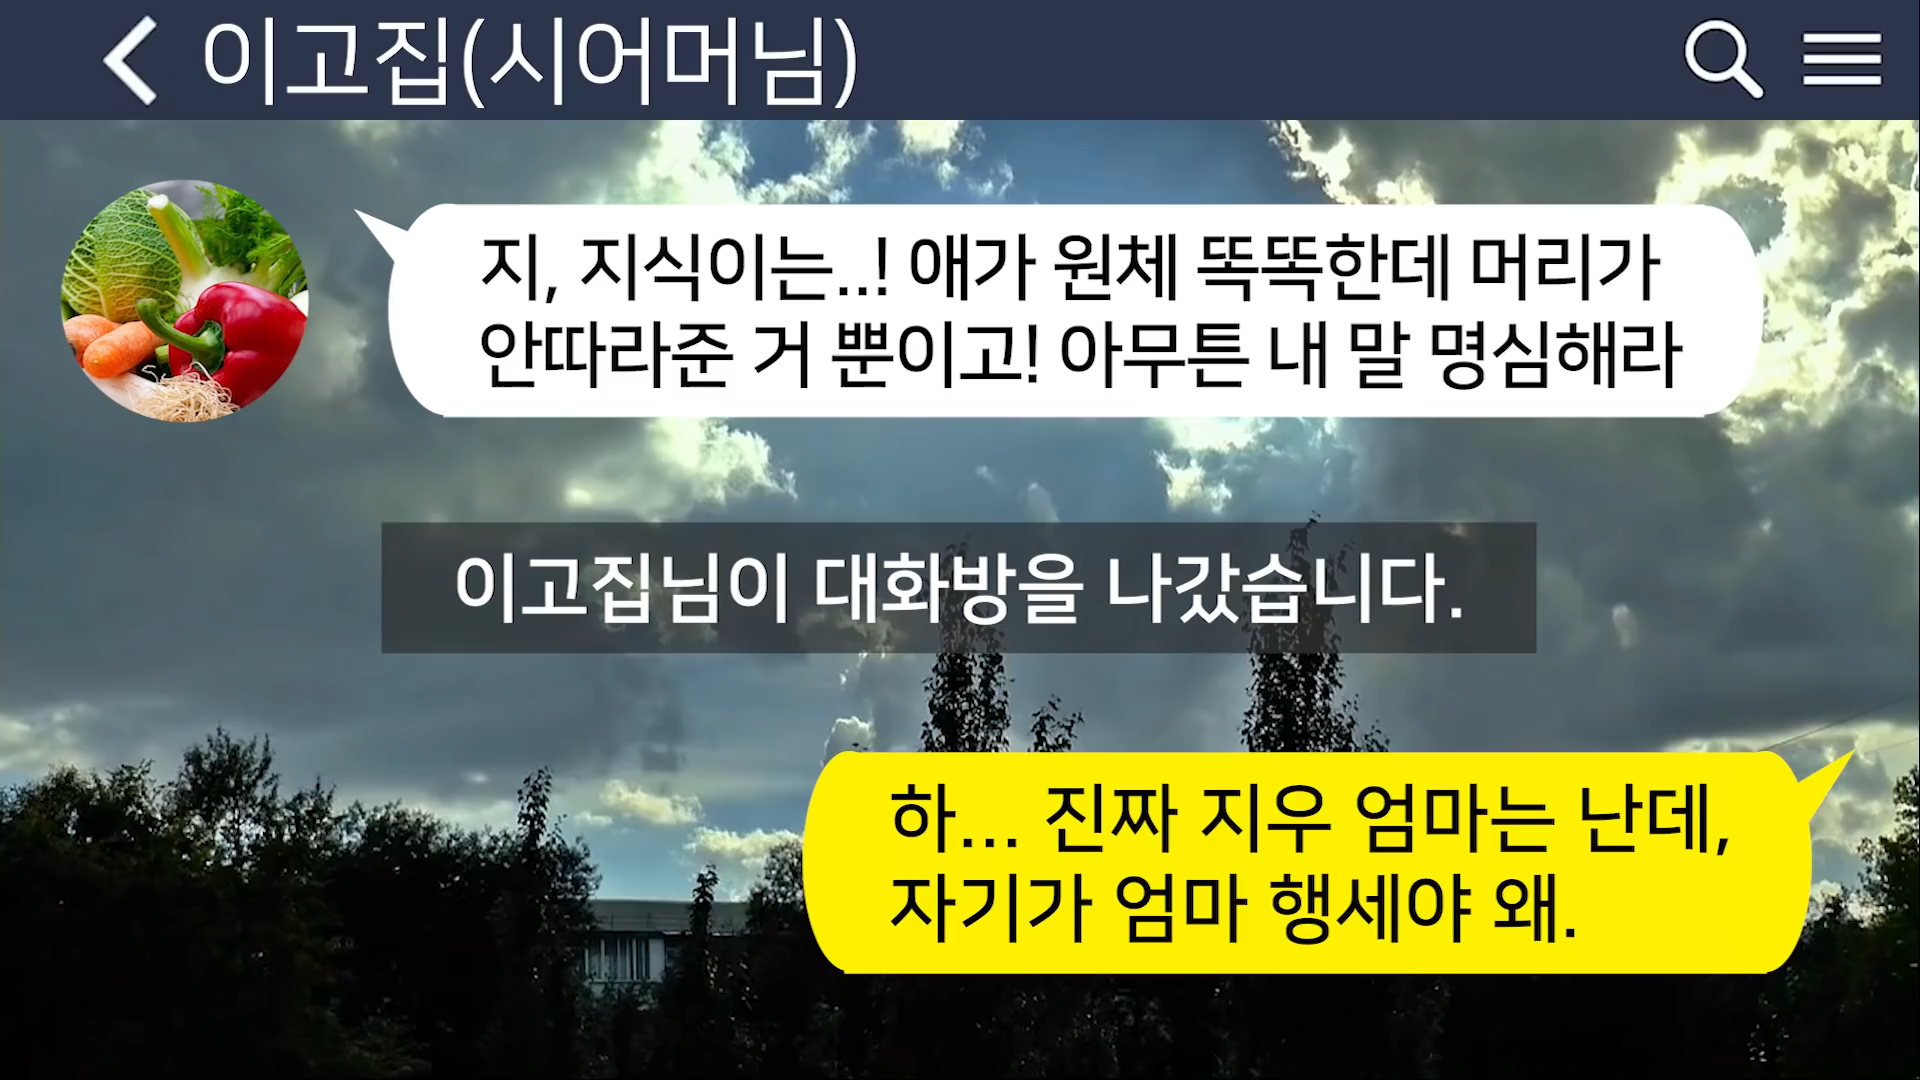 이고집(시어머님)
지, 지식이는..! 애가 원체 똑똑한데 머리가
안따라준 거 뿐이고! 아무튼 내 말 명심해라
이고집님이 대화방을 나갔습니다.
하... 진짜 지우 엄마는 난데,
자기가 엄마 행세야 왜.